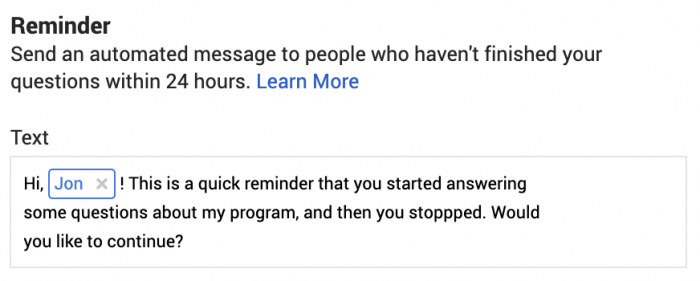 Reminder
Send an automated message to people who haven't finished your
questions within 24 hours. Learn More
Text
Hi, Jon × ! This is a quick reminder that you started answering
some questions about my program, and then you stoppped. Would
you like to continue?